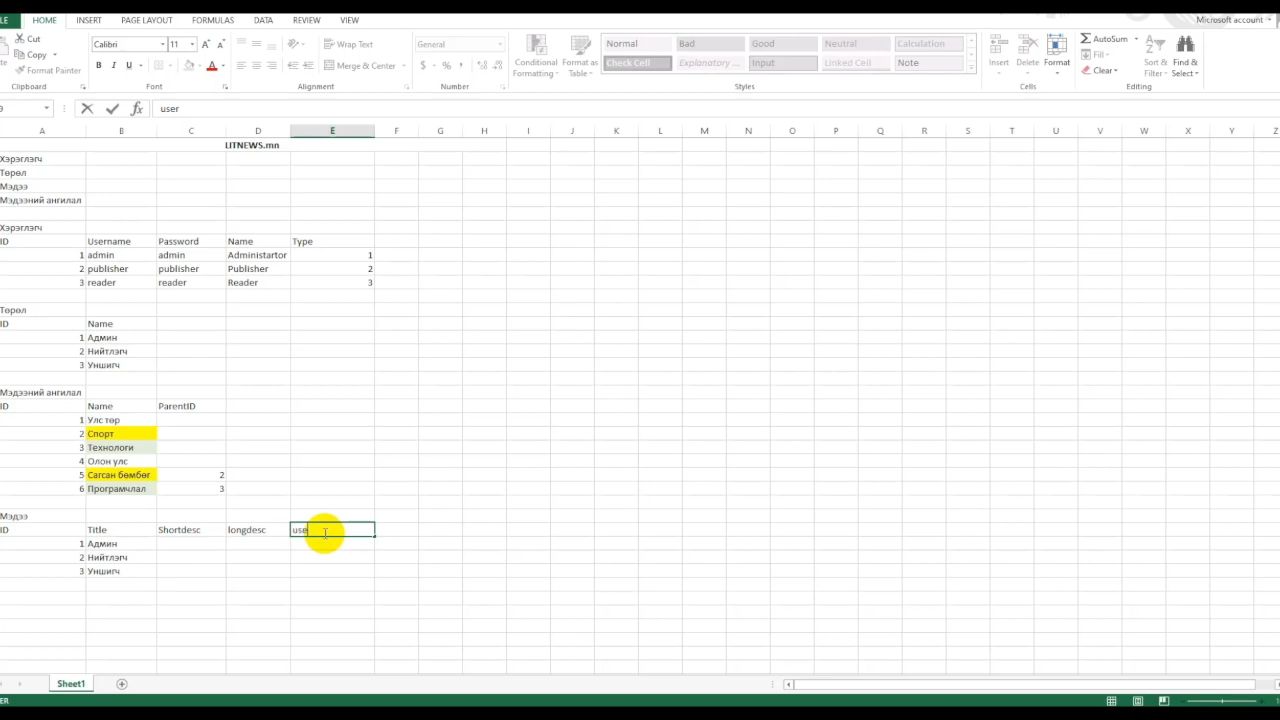 LE HOME INSERT PAGE LAYOUT FORMULAS DATA REVIEW VIEW Microsoft account
Cut
Copy
Format Painter
Clipboard
Calibri 11
B I U
Font
Wrap Text
Merge & Center
Alignment
General
$ % ,
Number
Conditional Formatting
Format as Table
Normal Bad Good Neutral Calculation
Check Cell Explanatory ... Input Linked Cell Note
Styles
Insert Delete Format
Cells
AutoSum
Fill
Clear
Sort & Filter
Find & Select
Editing
9 fx user
A B C D E F G H I J K L M N O P Q R S T U V W X Y Z
LITNEWS.mn
Хэрэглэгч
Төрөл
Мэдээ
Мэдээний ангилал
Хэрэглэгч
ID Username Password Name Type
1 admin admin Administartor 1
2 publisher publisher Publisher 2
3 reader reader Reader 3
Төрөл
ID Name
1 Админ
2 Нийтлэгч
3 Уншигч
Мэдээний ангилал
ID Name ParentID
1 Улс төр
2 Спорт
3 Технологи
4 Олон улс
5 Сагсан бөмбөг 2
6 Програмчлал 3
Мэдээ
ID Title Shortdesc longdesc use
1 Админ
2 Нийтлэгч
3 Уншигч
Sheet1
ER